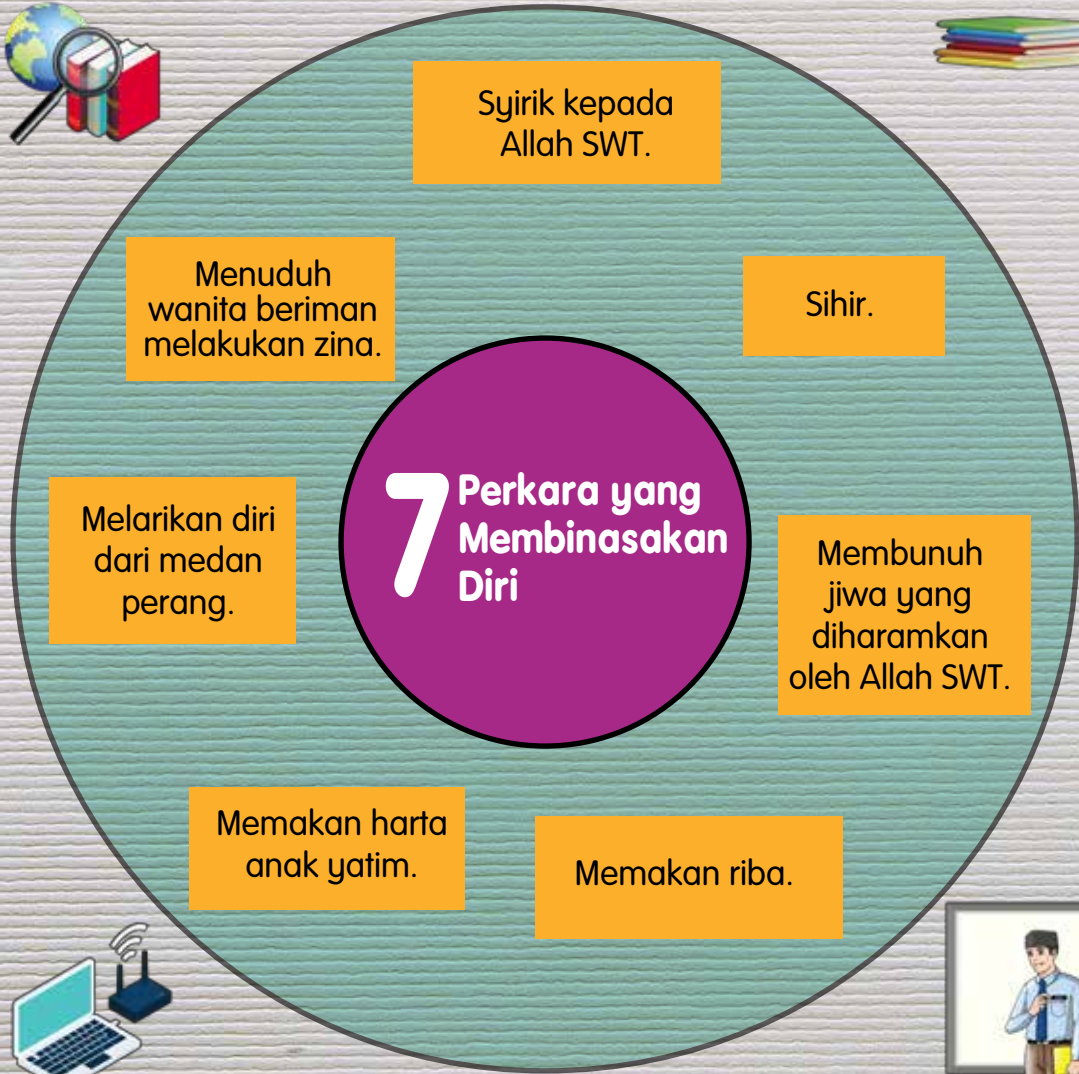 7
Perkara yang
Membinasakan
Diri
Syirik kepada
Allah SWT.
Sihir.
Membunuh
jiwa yang
diharamkan
oleh Allah SWT.
Memakan riba.
Memakan harta
anak yatim.
Melarikan diri
dari medan
perang.
Menuduh
wanita beriman
melakukan zina.